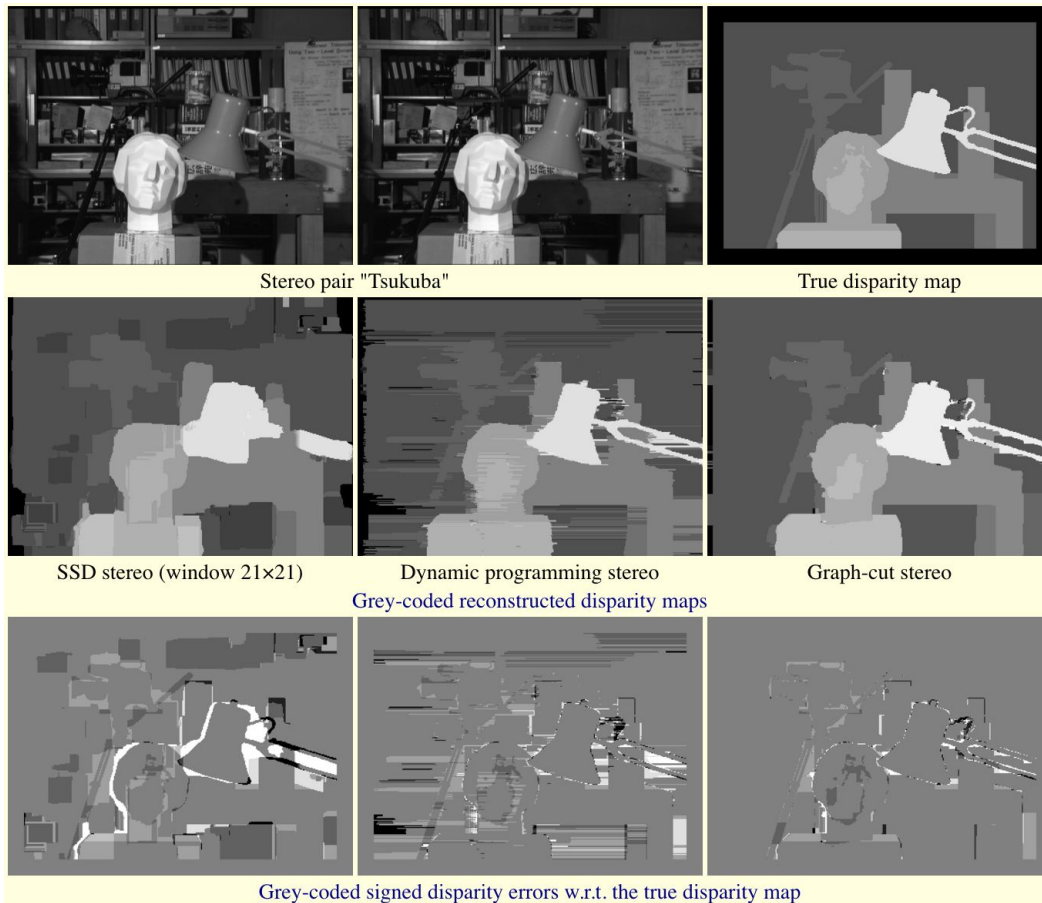 Stereo pair "Tsukuba"
True disparity map
SSD stereo (window 21×21)
Dynamic programming stereo
Graph-cut stereo
Grey-coded reconstructed disparity maps
Grey-coded signed disparity errors w.r.t. the true disparity map